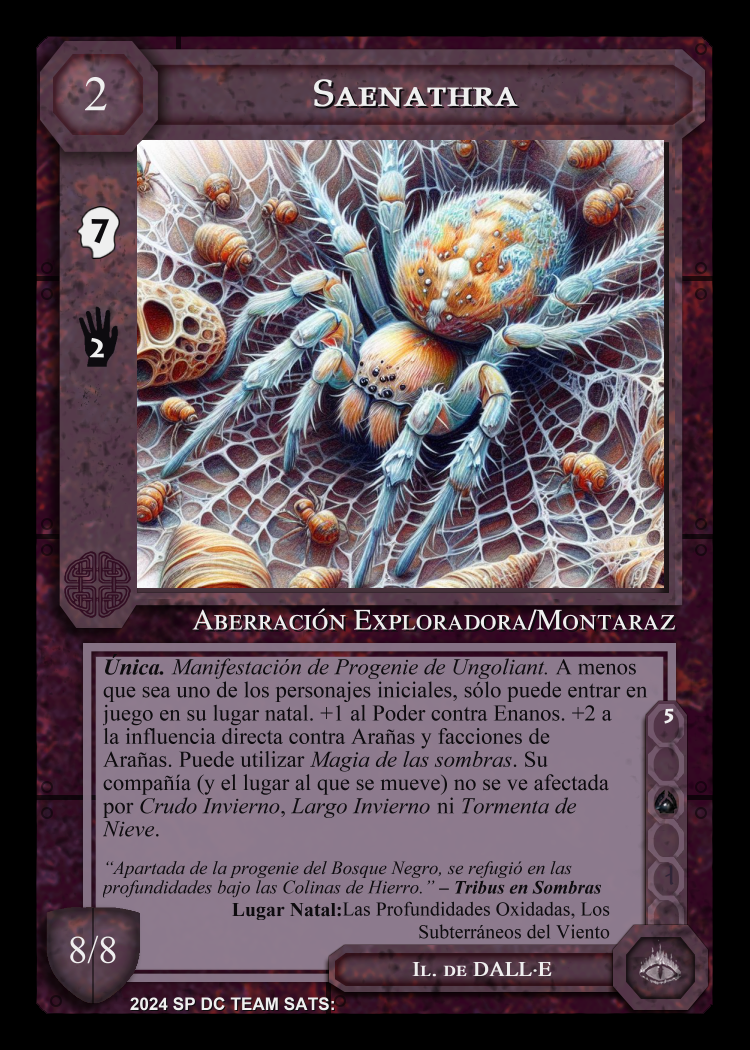 2
SAENATHRA
7
2
ABERRACIÓN EXPLORADORA/MONTARAZ
Única. Manifestación de Progenie de Ungoliant. A menos
que sea uno de los personajes iniciales, sólo puede entrar en
juego en su lugar natal. +1 al Poder contra Enanos. +2 a
la influencia directa contra Arañas y facciones de
Arañas. Puede utilizar Magia de las sombras. Su
compañía (y el lugar al que se mueve) no se ve afectada
por Crudo Invierno, Largo Invierno ni Tormenta de
Nieve.
5
“Apartada de la progenie del Bosque Negro, se refugió en las
profundidades bajo las Colinas de Hierro.” – Tribus en Sombras
Lugar Natal:Las Profundidades Oxidadas, Los
Subterráneos del Viento
8/8
IL. DE DALL·E
2024 SP DC TEAM SATS: